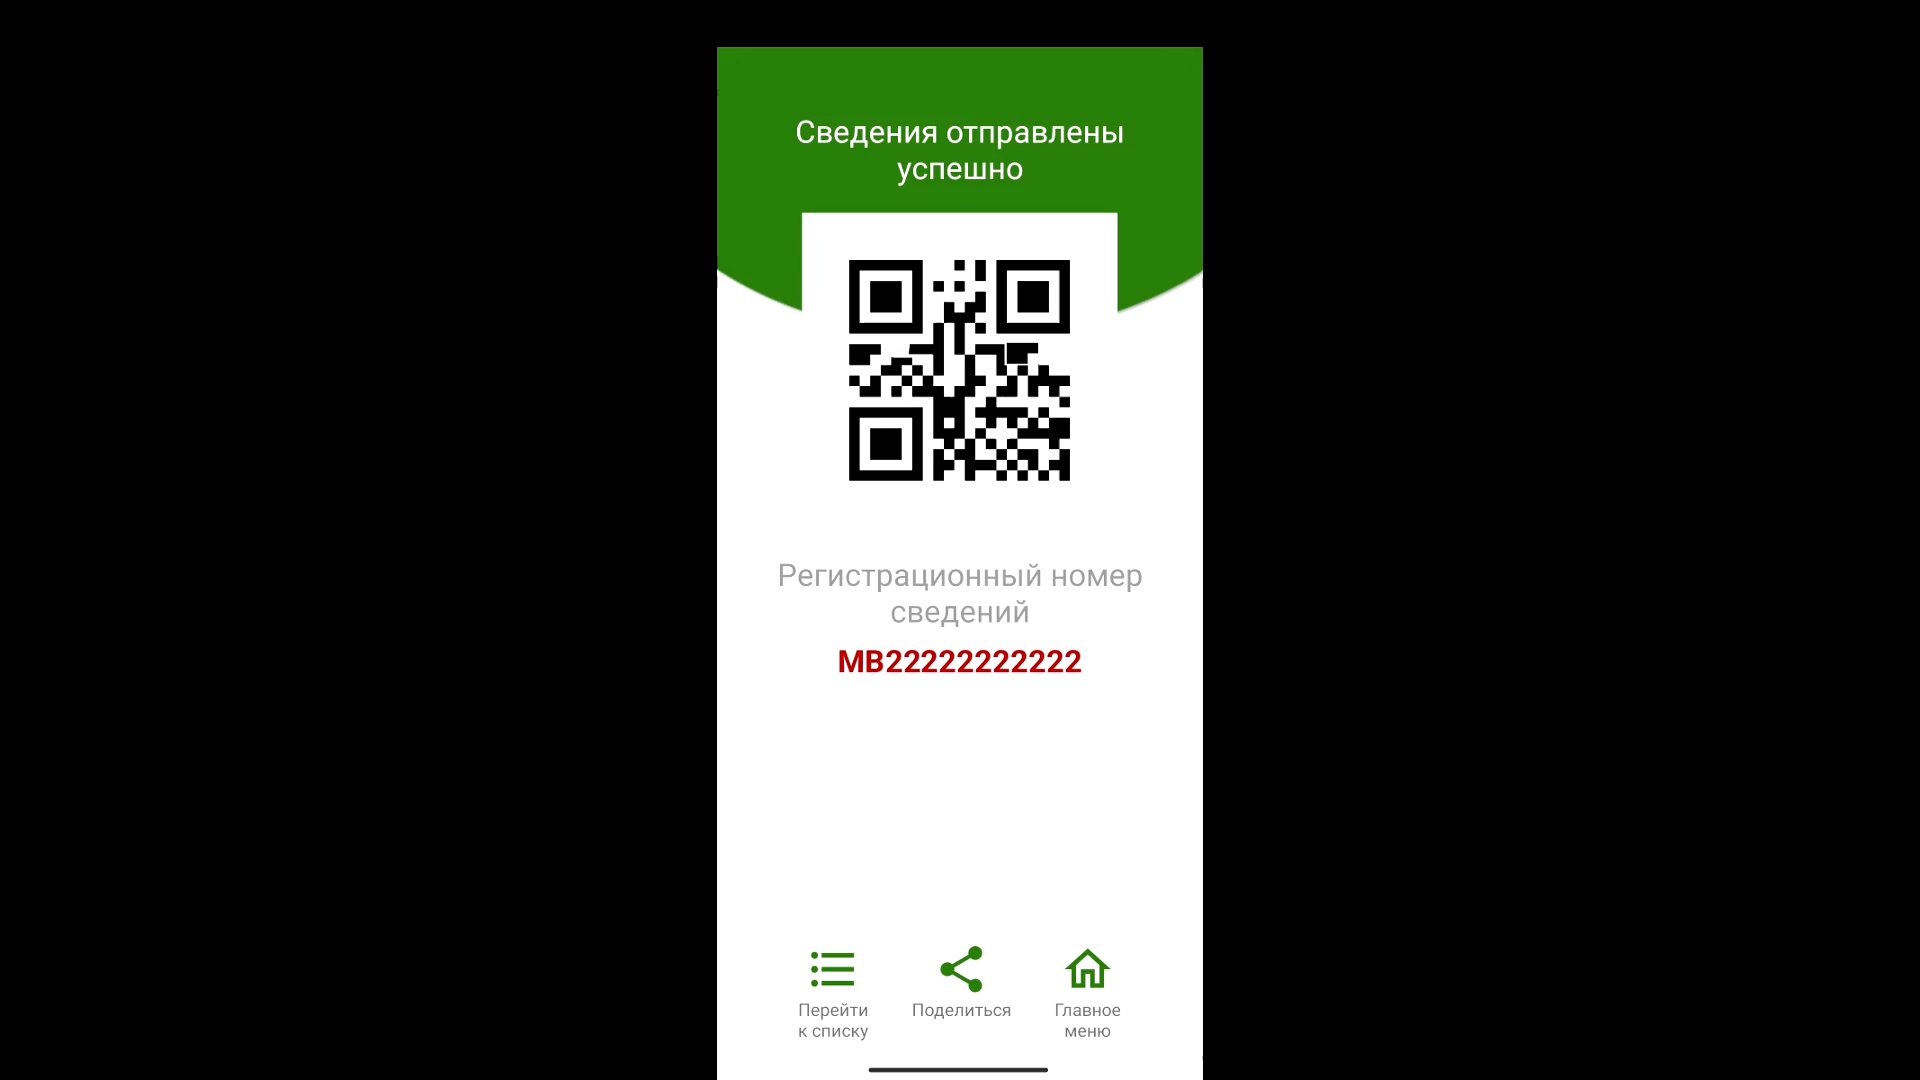 Сведения отправлены
успешно
Регистрационный номер
сведений
MB22222222222
Перейти
к списку
Поделиться
Главное
меню